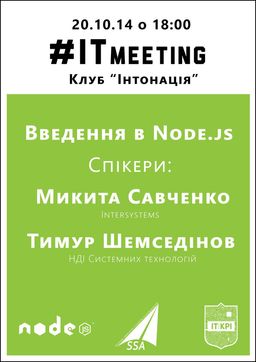 20.10.14 о 18:00
#ITmeeting
Клуб “Інтонація”
Введення в Node.js
Спікери:
Микита Савченко
Intersystems
Тимур Шемседінов
НДІ Системних технологій
node JS
SSA
IT KPI